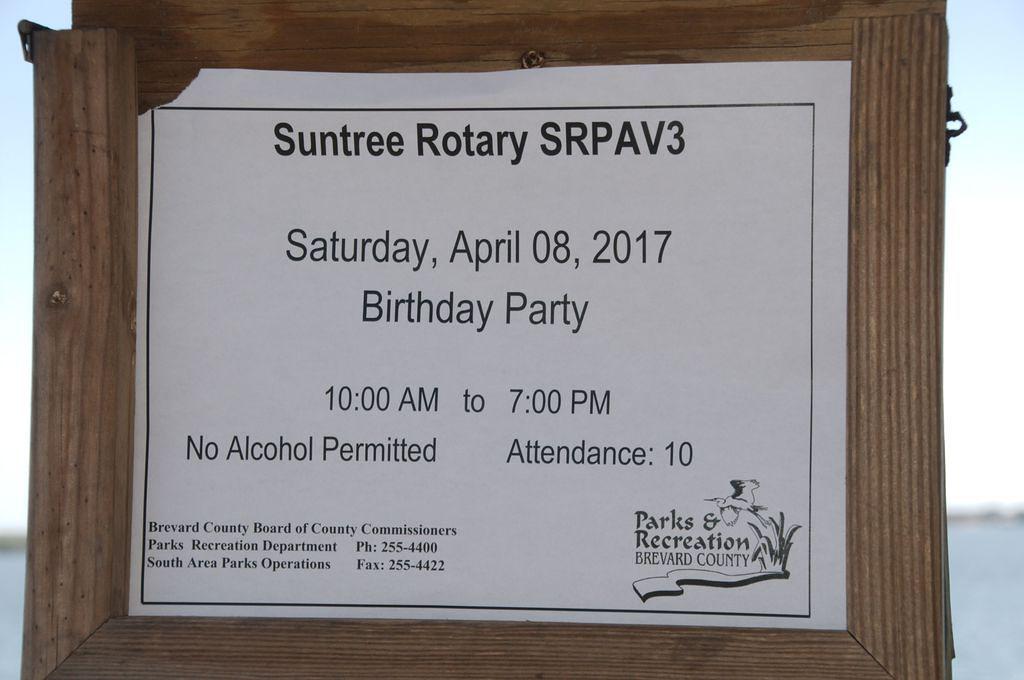 Suntree Rotary SRPAV3
Saturday, April 08, 2017
Birthday Party
10:00 AM to 7:00 PM
No Alcohol Permitted Attendance: 10
Brevard County Board of County Commissioners
Parks Recreation Department Ph: 255-4400
South Area Parks Operations Fax: 255-4422
Parks &
Recreation
BREVARD COUNTY